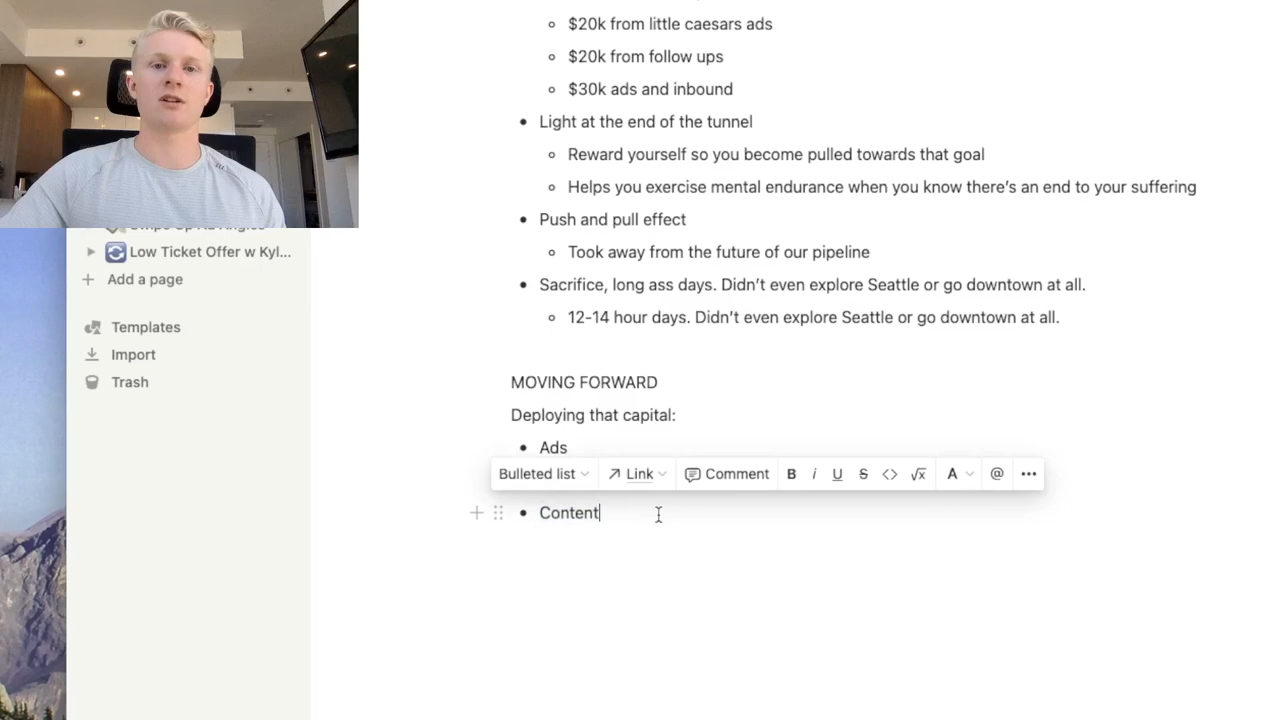 $20k from little caesars ads
$20k from follow ups
$30k ads and inbound
Light at the end of the tunnel
Reward yourself so you become pulled towards that goal
Helps you exercise mental endurance when you know there's an end to your suffering
Push and pull effect
Took away from the future of our pipeline
Sacrifice, long ass days. Didn't even explore Seattle or go downtown at all.
12-14 hour days. Didn't even explore Seattle or go downtown at all.
MOVING FORWARD
Deploying that capital:
Ads
Bulleted list Link Comment B i U S <> √x A @ •••
Content
Low Ticket Offer w Kyl...
Add a page
Templates
Import
Trash